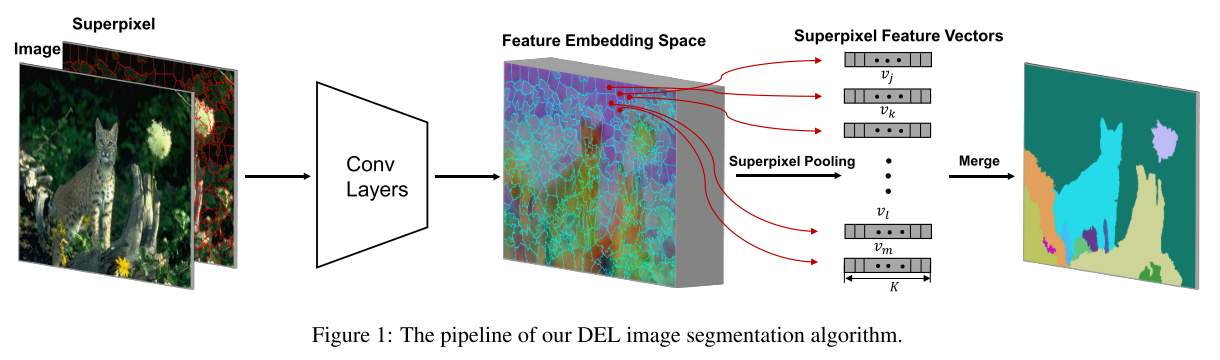 Superpixel
Image
Feature Embedding Space
Superpixel Feature Vectors
v_j
v_k
Conv
Layers
Superpixel Pooling
Merge
v_l
v_m
K
Figure 1: The pipeline of our DEL image segmentation algorithm.